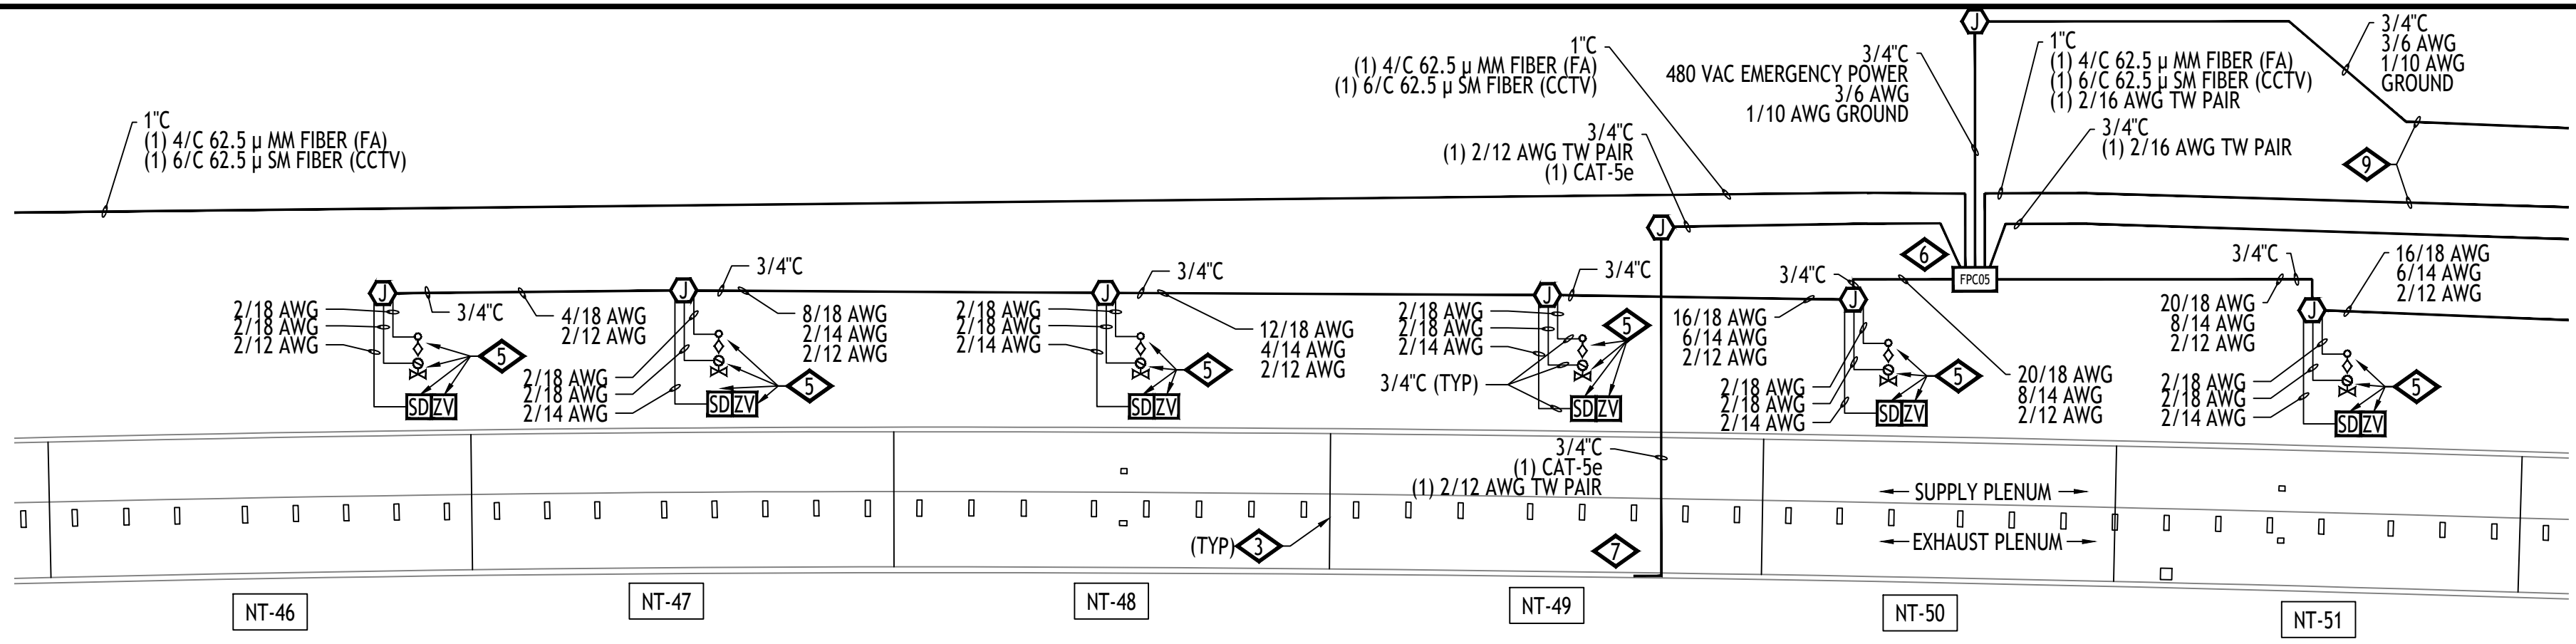 1"C
(1) 4/C 62.5 µ MM FIBER (FA)
(1) 6/C 62.5 µ SM FIBER (CCTV)
1"C
(1) 4/C 62.5 µ MM FIBER (FA)
(1) 6/C 62.5 µ SM FIBER (CCTV)
3/4"C
(1) 2/12 AWG TW PAIR
(1) CAT-5e
3/4"C
480 VAC EMERGENCY POWER
3/6 AWG
1/10 AWG GROUND
J
1"C
(1) 4/C 62.5 µ MM FIBER (FA)
(1) 6/C 62.5 µ SM FIBER (CCTV)
(1) 2/16 AWG TW PAIR
3/4"C
(1) 2/16 AWG TW PAIR
3/4"C
3/6 AWG
1/10 AWG
GROUND
9
J
6
FPC05
2/18 AWG
2/18 AWG
2/12 AWG
J
3/4"C
5
SD ZV
4/18 AWG
2/12 AWG
J
3/4"C
2/18 AWG
2/18 AWG
2/14 AWG
5
SD ZV
8/18 AWG
2/14 AWG
2/12 AWG
2/18 AWG
2/18 AWG
2/14 AWG
J
3/4"C
5
SD ZV
12/18 AWG
4/14 AWG
2/12 AWG
2/18 AWG
2/18 AWG
2/14 AWG
3/4"C (TYP)
J
3/4"C
5
SD ZV
16/18 AWG
6/14 AWG
2/12 AWG
3/4"C
J
2/18 AWG
2/18 AWG
2/14 AWG
5
SD ZV
20/18 AWG
8/14 AWG
2/12 AWG
3/4"C
20/18 AWG
8/14 AWG
2/12 AWG
J
2/18 AWG
2/18 AWG
2/14 AWG
5
SD ZV
16/18 AWG
6/14 AWG
2/12 AWG
3/4"C
(1) CAT-5e
(1) 2/12 AWG TW PAIR
SUPPLY PLENUM
EXHAUST PLENUM
(TYP) 3
7
NT-46
NT-47
NT-48
NT-49
NT-50
NT-51